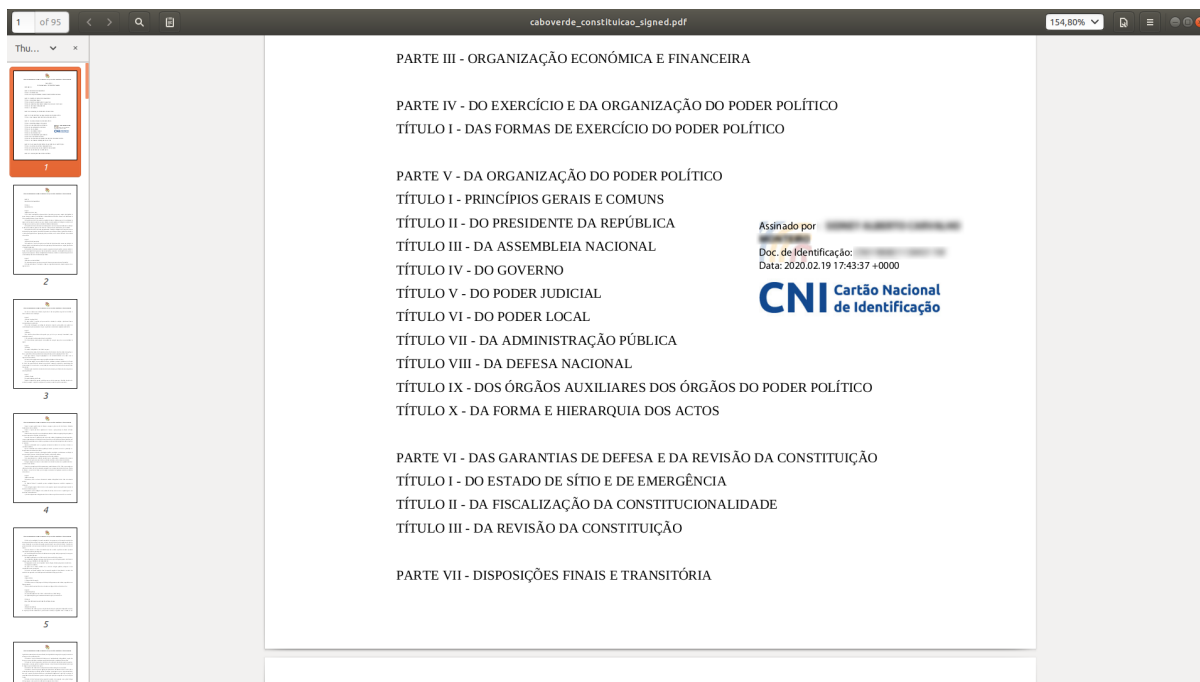 1 of 95
caboverde_constituicao_signed.pdf
154,80%
Thu...
1
2
3
4
5
PARTE III - ORGANIZAÇÃO ECONÓMICA E FINANCEIRA
PARTE IV - DO EXERCÍCIO E DA ORGANIZAÇÃO DO PODER POLÍTICO
TÍTULO I - DAS FORMAS DE EXERCÍCIO DO PODER POLÍTICO
PARTE V - DA ORGANIZAÇÃO DO PODER POLÍTICO
TÍTULO I - PRINCÍPIOS GERAIS E COMUNS
TÍTULO II - DO PRESIDENTE DA REPÚBLICA
TÍTULO III - DA ASSEMBLEIA NACIONAL
TÍTULO IV - DO GOVERNO
TÍTULO V - DO PODER JUDICIAL
TÍTULO VI - DO PODER LOCAL
TÍTULO VII - DA ADMINISTRAÇÃO PÚBLICA
TÍTULO VIII - DA DEFESA NACIONAL
TÍTULO IX - DOS ÓRGÃOS AUXILIARES DOS ÓRGÃOS DO PODER POLÍTICO
TÍTULO X - DA FORMA E HIERARQUIA DOS ACTOS
PARTE VI - DAS GARANTIAS DE DEFESA E DA REVISÃO DA CONSTITUIÇÃO
TÍTULO I - DO ESTADO DE SÍTIO E DE EMERGÊNCIA
TÍTULO II - DA FISCALIZAÇÃO DA CONSTITUCIONALIDADE
TÍTULO III - DA REVISÃO DA CONSTITUIÇÃO
PARTE VII - DISPOSIÇÕES FINAIS E TRANSITÓRIA
Assinado por
Doc. de Identificação:
Data: 2020.02.19 17:43:37 +0000
CNI Cartão Nacional
de Identificação